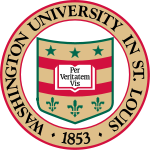 WASHINGTON UNIVERSITY IN ST. LOUIS
Per
Veritatem
Vis
· 1853 ·